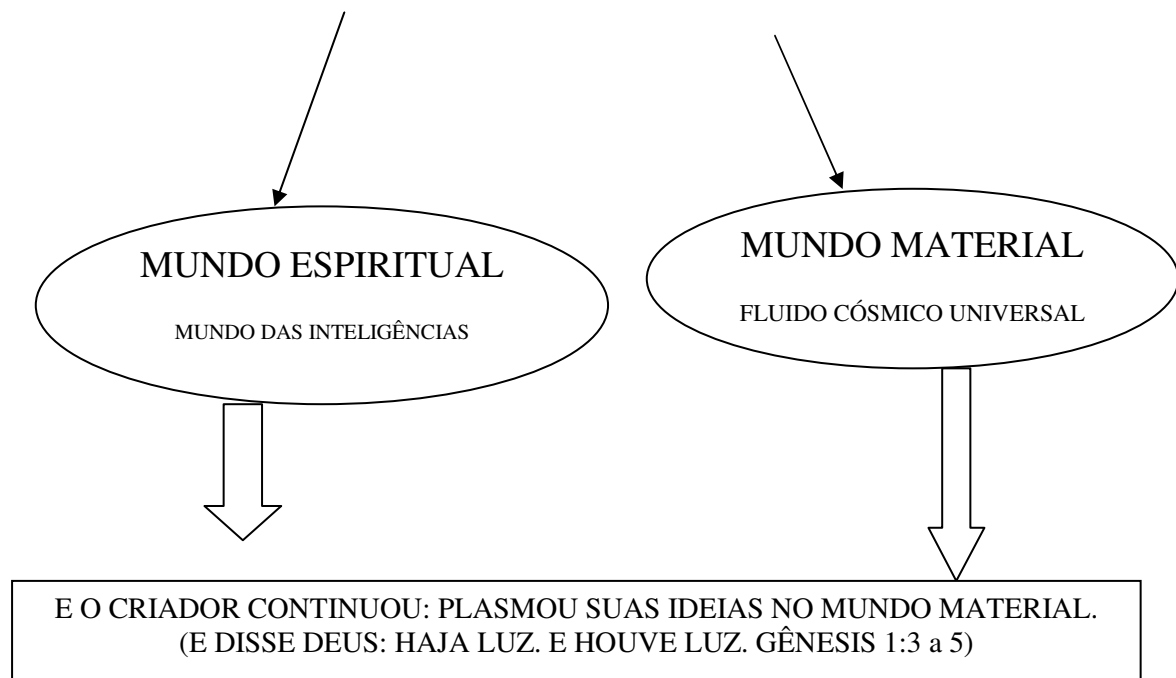 MUNDO ESPIRITUAL
MUNDO DAS INTELIGÊNCIAS
MUNDO MATERIAL
FLUIDO CÓSMICO UNIVERSAL
E O CRIADOR CONTINUOU: PLASMOU SUAS IDEIAS NO MUNDO MATERIAL.
(E DISSE DEUS: HAJA LUZ. E HOUVE LUZ. GÊNESIS 1:3 a 5)